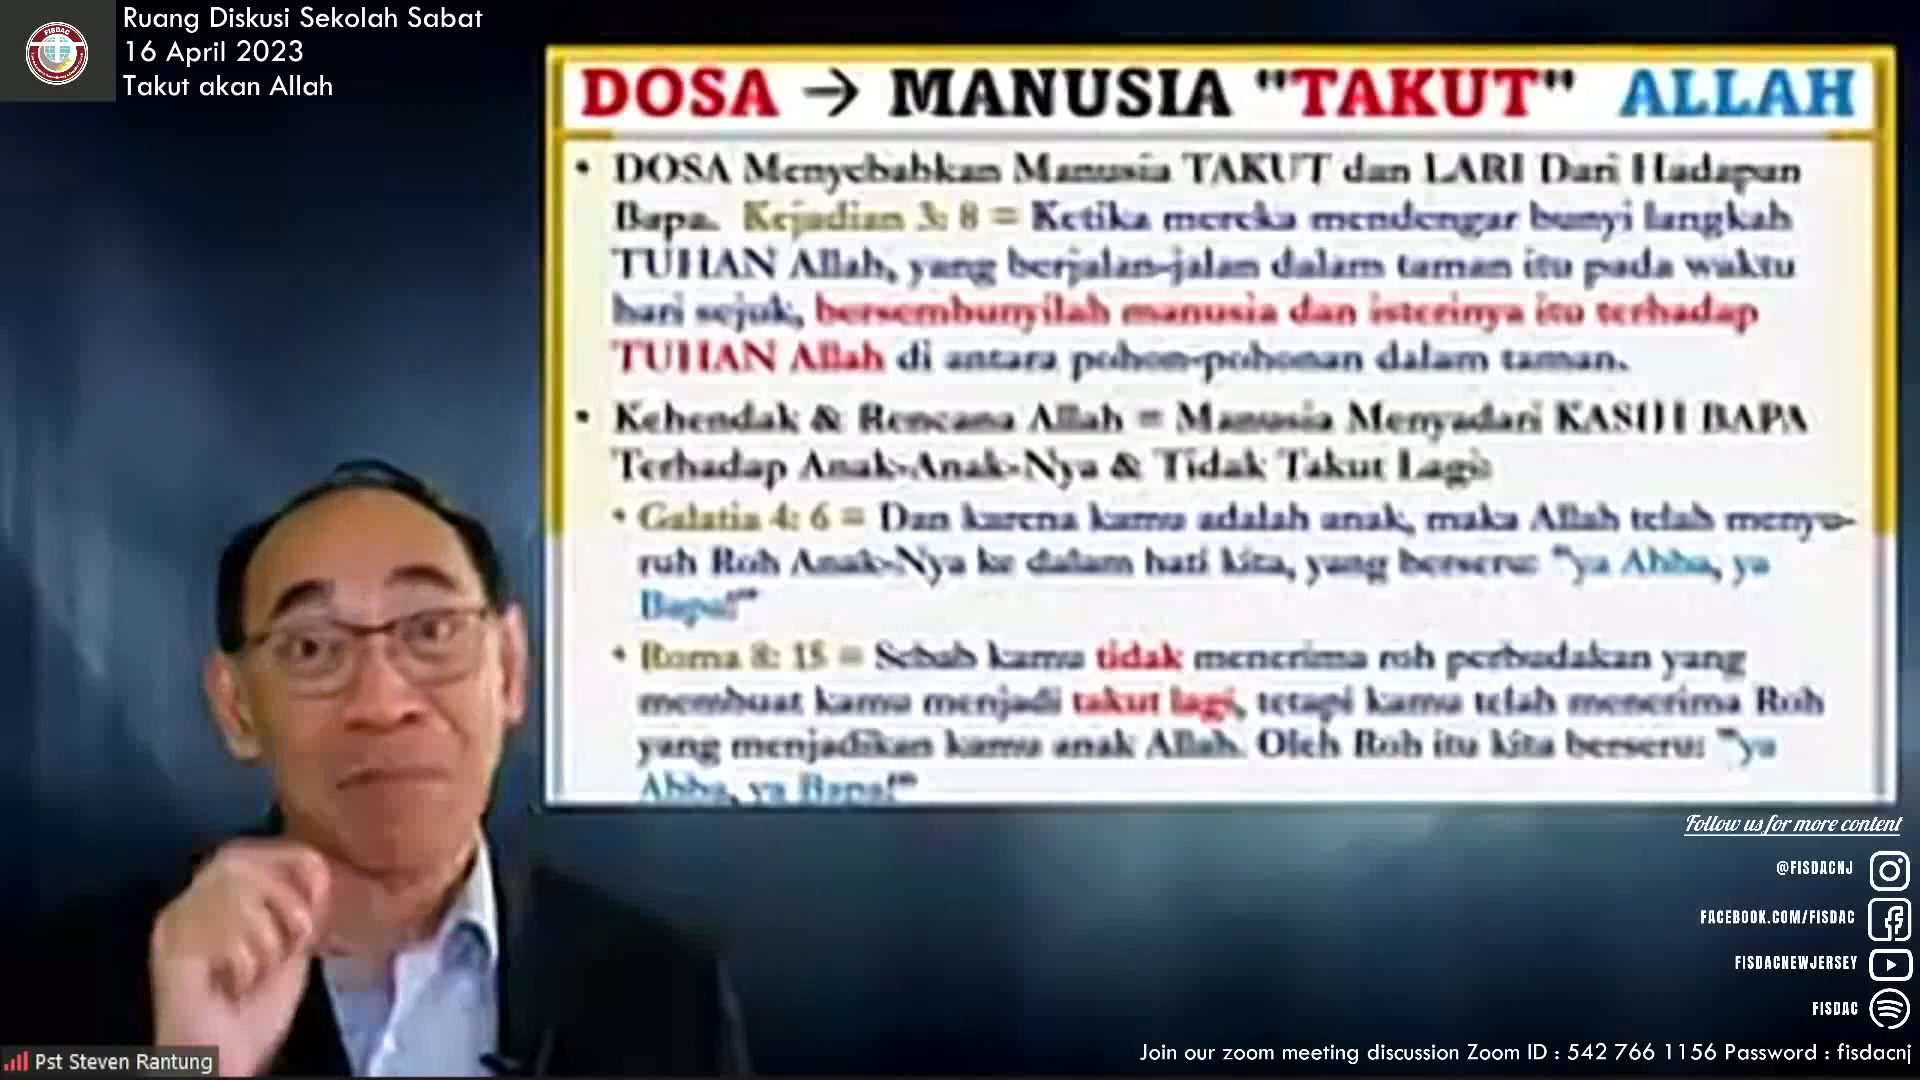 Ruang Diskusi Sekolah Sabat
16 April 2023
Takut akan Allah
FISDAC
DOSA → MANUSIA "TAKUT" ALLAH
• DOSA Menyebabkan Manusia TAKUT dan LARI Dari Hadapan
Bapa. Kejadian 3: 8 = Ketika mereka mendengar bunyi langkah
TUHAN Allah, yang berjalan-jalan dalam taman itu pada waktu
hari sejuk, bersembunyilah manusia dan isterinya itu terhadap
TUHAN Allah di antara pohon-pohonan dalam taman.
• Kehendak & Rencana Allah = Manusia Menyadari KASIH BAPA
Terhadap Anak-Anak-Nya & Tidak Takut Lagi:
• Galatia 4: 6 = Dan karena kamu adalah anak, maka Allah telah menyu-
ruh Roh Anak-Nya ke dalam hati kita, yang berseru: "ya Abba, ya
Bapa!"
• Roma 8: 15 = Sebab kamu tidak menerima roh perbudakan yang
membuat kamu menjadi takut lagi, tetapi kamu telah menerima Roh
yang menjadikan kamu anak Allah. Oleh Roh itu kita berseru: "ya
Abba, ya Bapa!"
Follow us for more content
@FISDACNJ
FACEBOOK.COM/FISDAC
FISDACNEWJERSEY
FISDAC
Join our zoom meeting discussion Zoom ID : 542 766 1156 Password : fisdacnj
Pst Steven Rantung